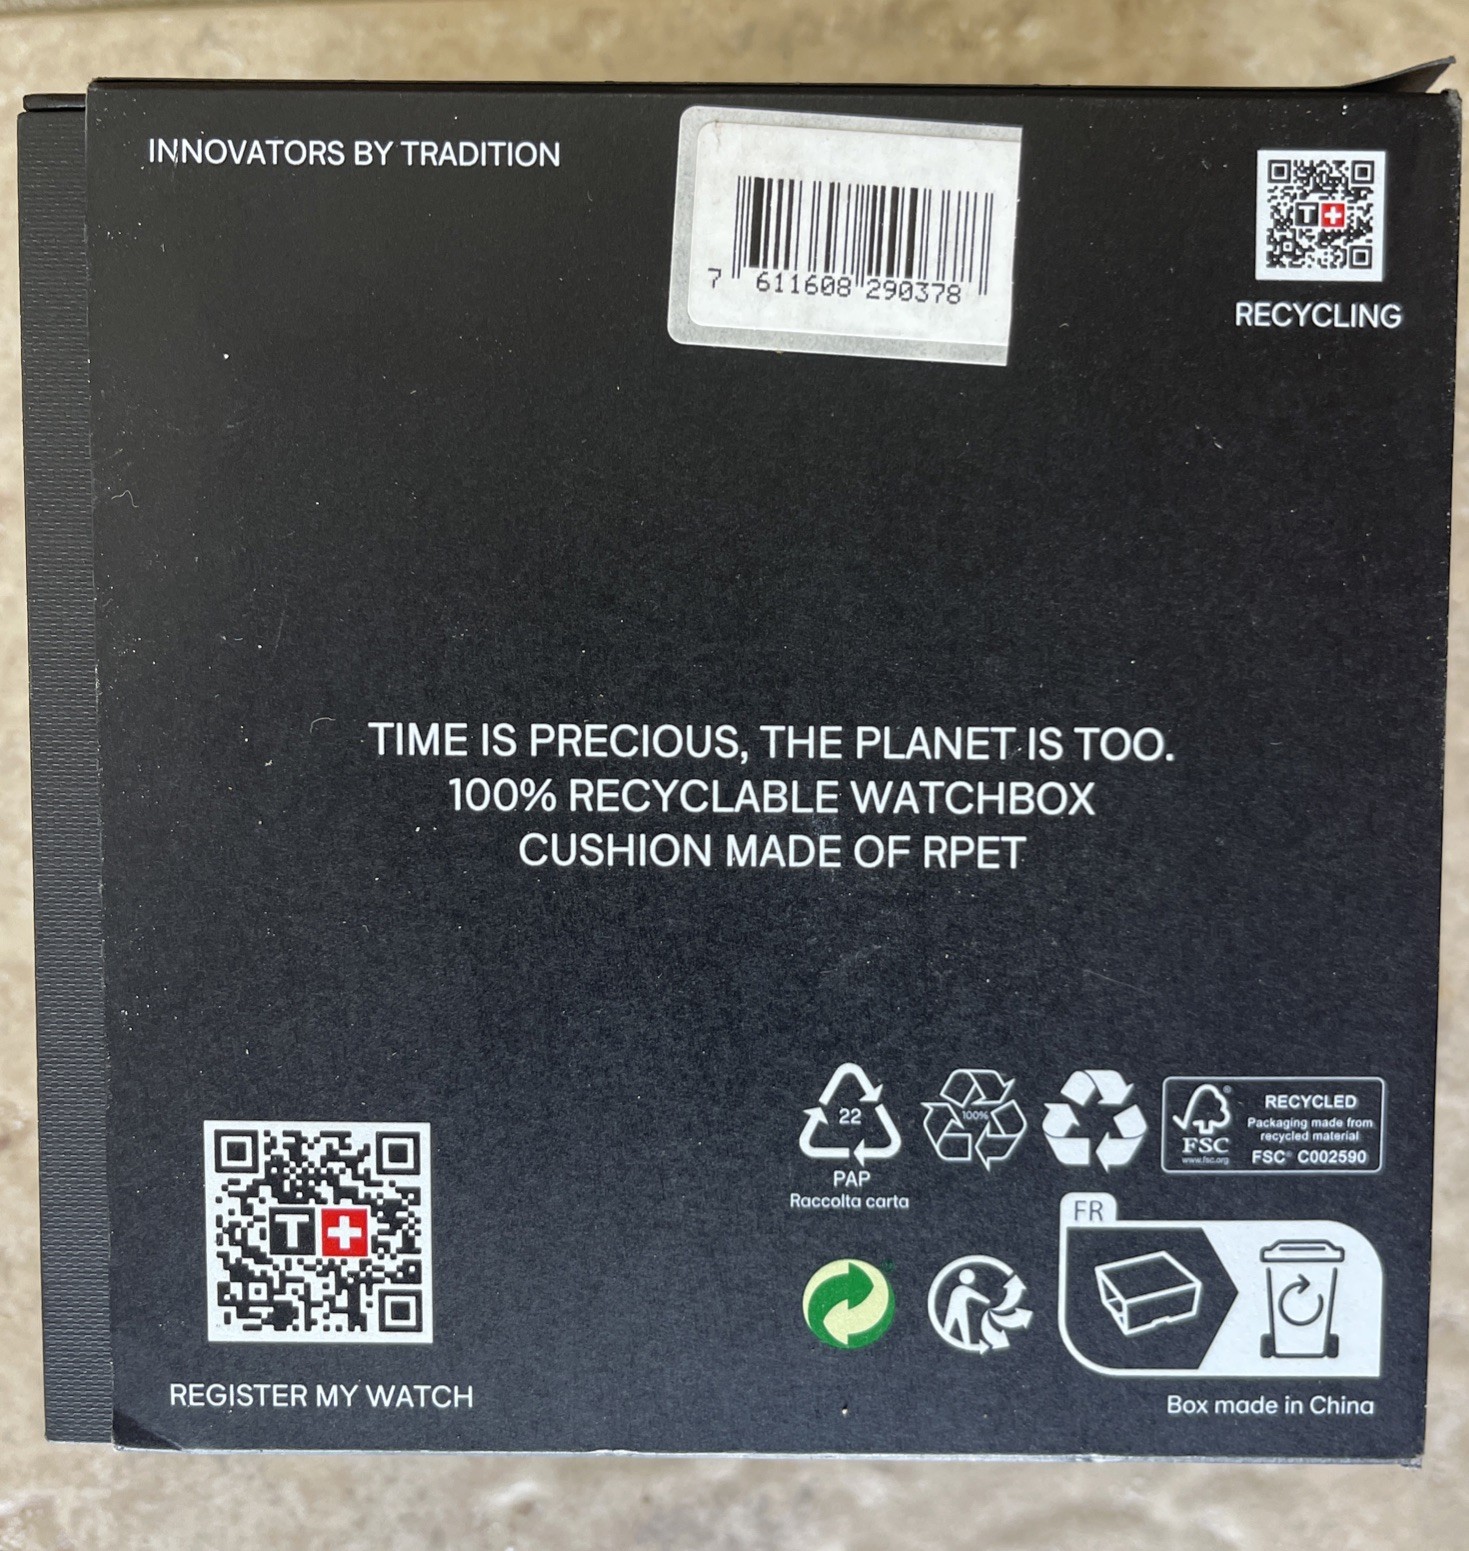 INNOVATORS BY TRADITION
7 611608 290378
RECYCLING
TIME IS PRECIOUS, THE PLANET IS TOO.
100% RECYCLABLE WATCHBOX
CUSHION MADE OF RPET
22
PAP
Raccolta carta
100%
FSC®
www.fsc.org
RECYCLED
Packaging made from
recycled material
FSC® C002590
FR
Box made in China
T
REGISTER MY WATCH